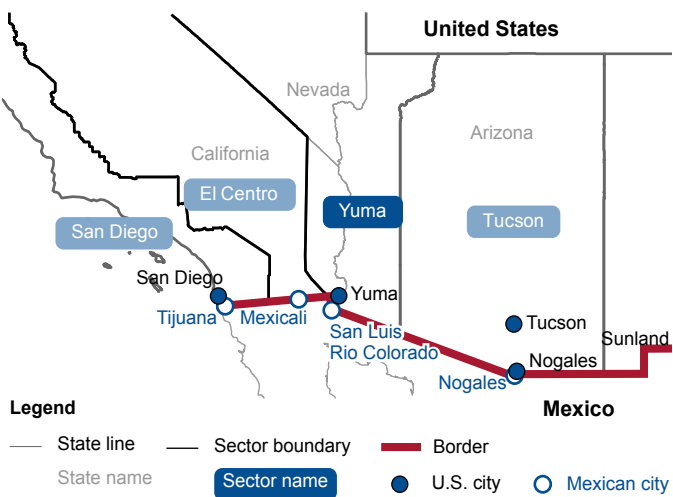 United States
Nevada
Arizona
California
El Centro
Yuma
Tucson
San Diego
San Diego
Yuma
Tijuana
Mexicali
San Luis
Rio Colorado
Tucson
Sunland
Nogales
Nogales
Legend
Mexico
State line
Sector boundary
Border
State name
Sector name
U.S. city
Mexican city